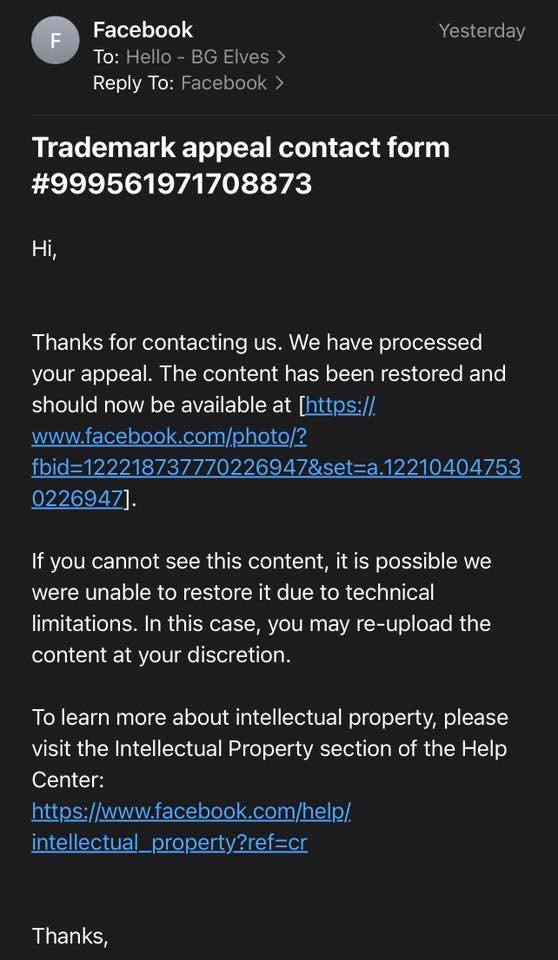 F
Facebook
Yesterday
To: Hello - BG Elves >
Reply To: Facebook >
Trademark appeal contact form
#999561971708873
Hi,
Thanks for contacting us. We have processed
your appeal. The content has been restored and
should now be available at [https://
www.facebook.com/photo/?
fbid=122218737770226947&set=a.12210404753
0226947].
If you cannot see this content, it is possible we
were unable to restore it due to technical
limitations. In this case, you may re-upload the
content at your discretion.
To learn more about intellectual property, please
visit the Intellectual Property section of the Help
Center:
https://www.facebook.com/help/
intellectual_property?ref=cr
Thanks,